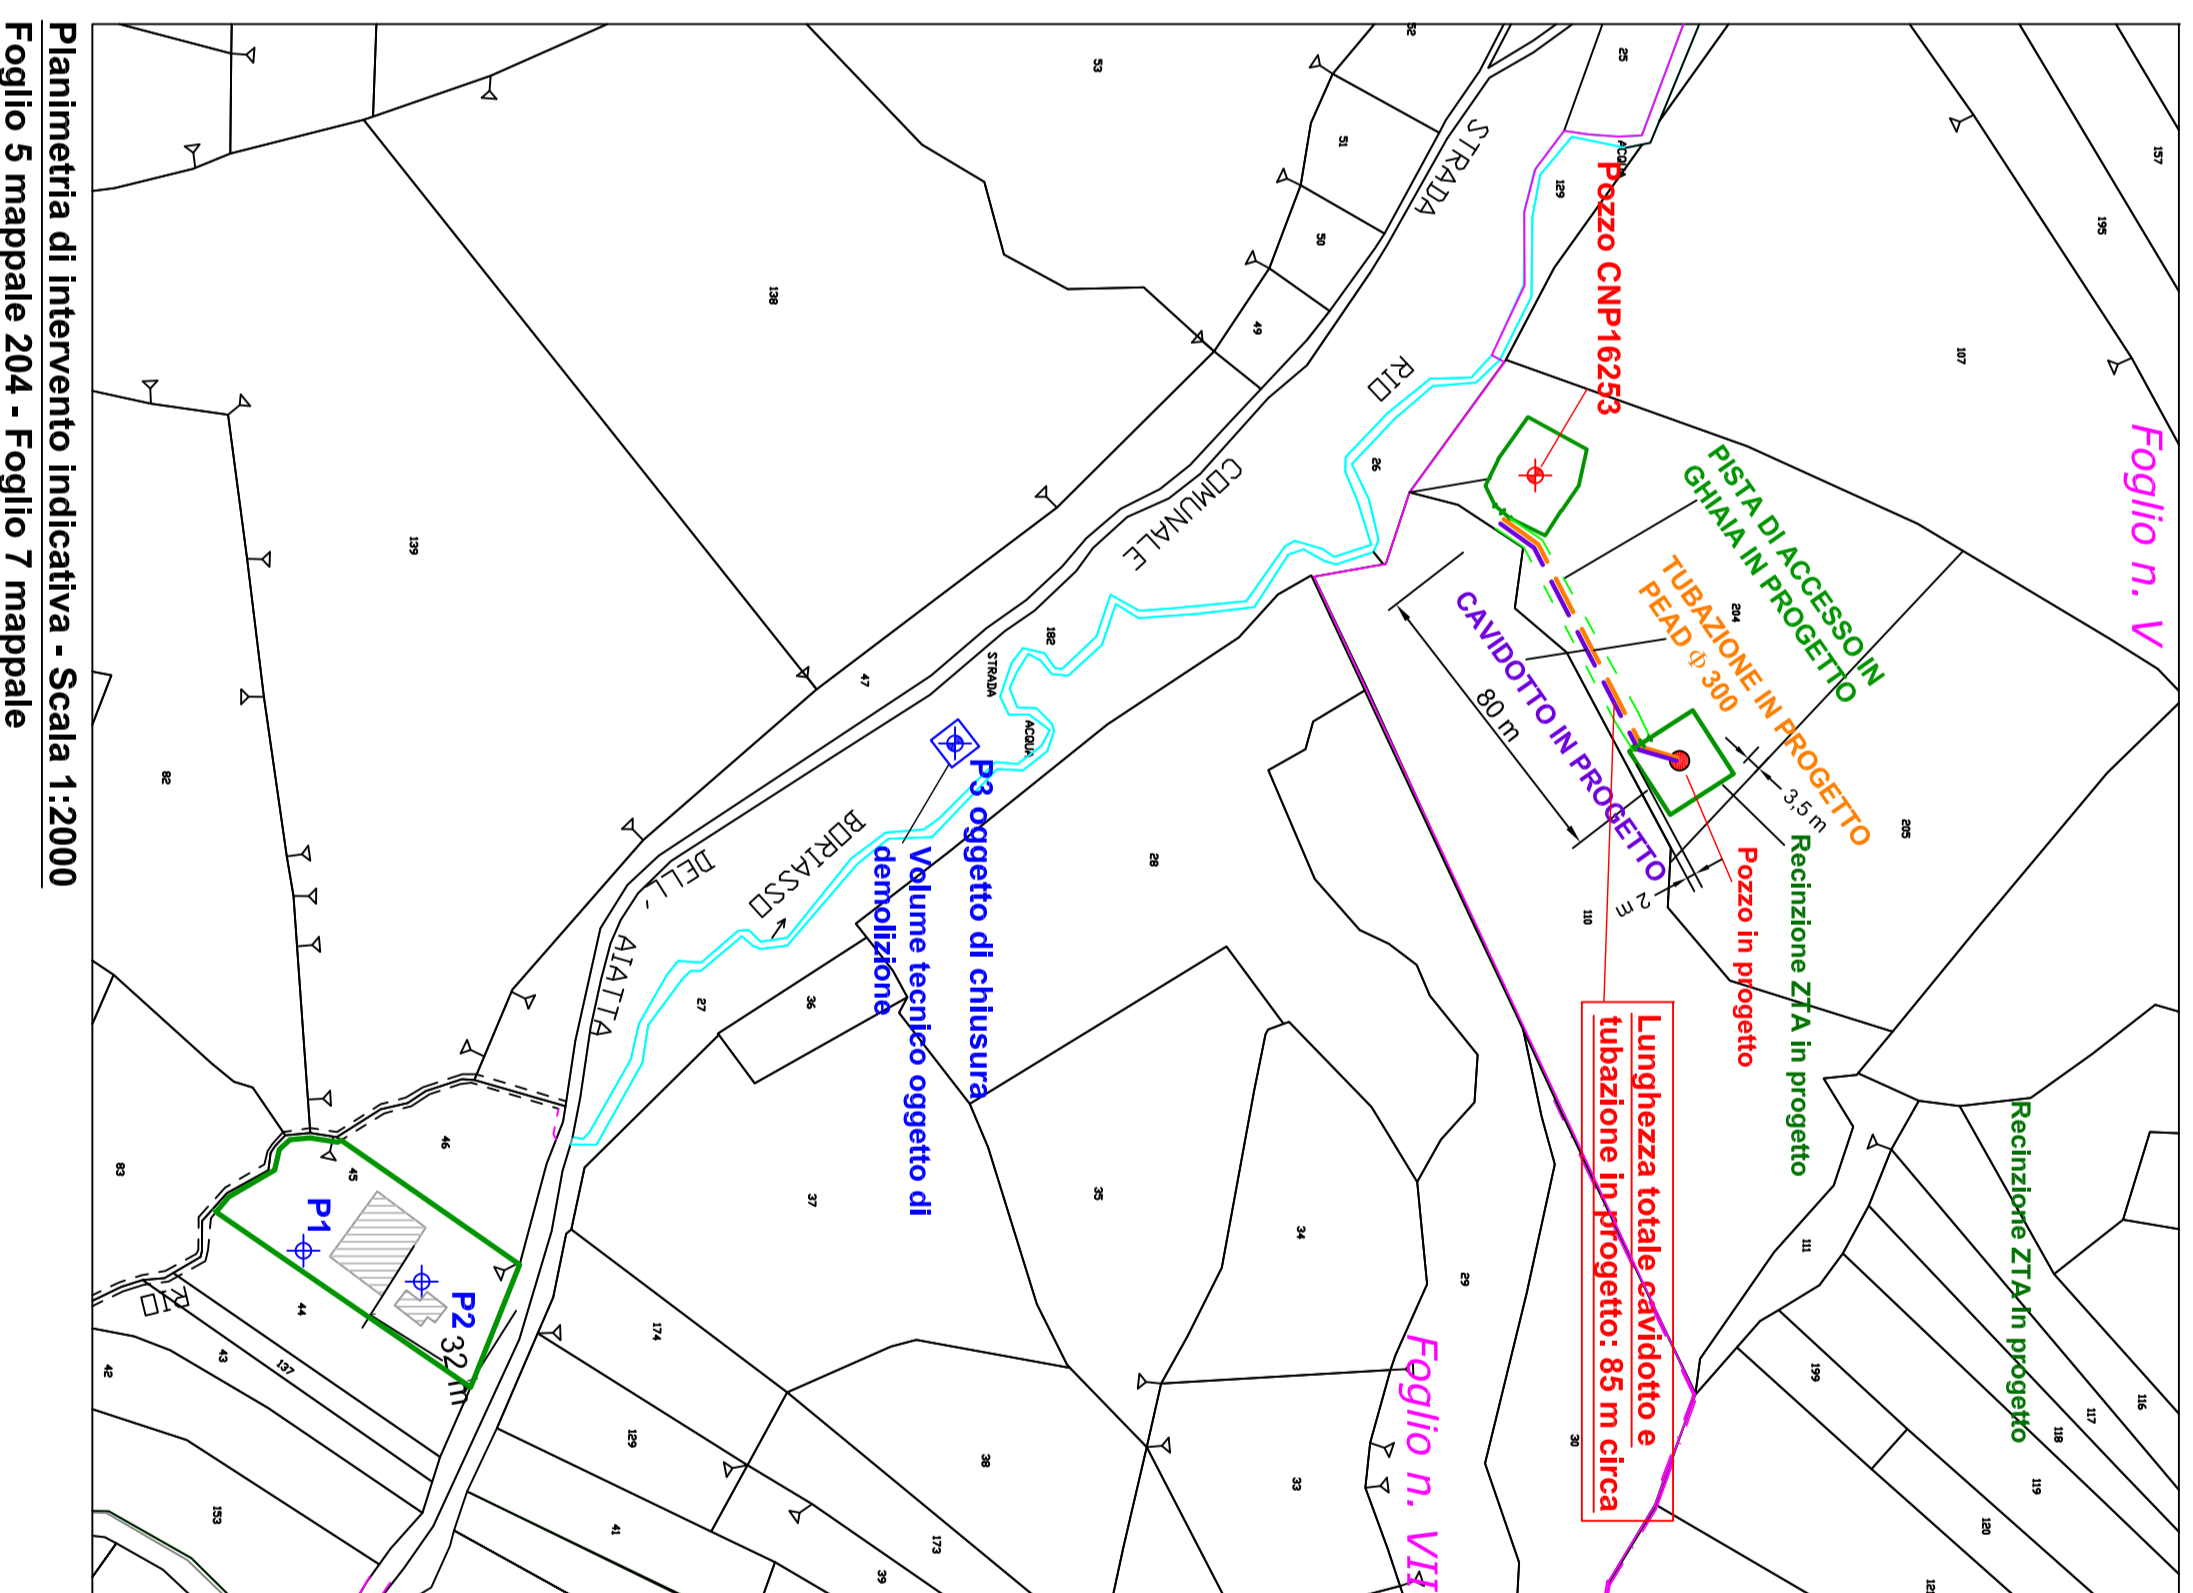 Planimetria di intervento indicativa - Scala 1:2000
Foglio 5 mappale 204 - Foglio 7 mappale
Foglio n. V
Foglio n. VII
Pozzo CNP16253
PISTA DI ACCESSO IN
GHIAIA IN PROGETTO
TUBAZIONE IN PROGETTO
PEAD Φ 300
CAVIDOTTO IN PROGETTO
80 m
3,5 m
2 m
Recinzione ZTA in progetto
Pozzo in progetto
Recinzione ZTA in progetto
Lunghezza totale cavidotto e
tubazione in progetto: 85 m circa
P3 oggetto di chiusura
Volume tecnico oggetto di
demolizione
P1
P2
32 m
STRADA
COMUNALE
DELL'
AIATTA
RIO
BORIASSO
RIO
STRADA
ACQUA
ACQUA
157
195
107
25
129
52
51
50
49
53
138
139
82
83
47
182
26
204
205
110
28
27
36
37
35
34
33
29
30
38
39
41
173
174
129
46
45
44
43
42
137
153
111
199
116
117
118
119
120